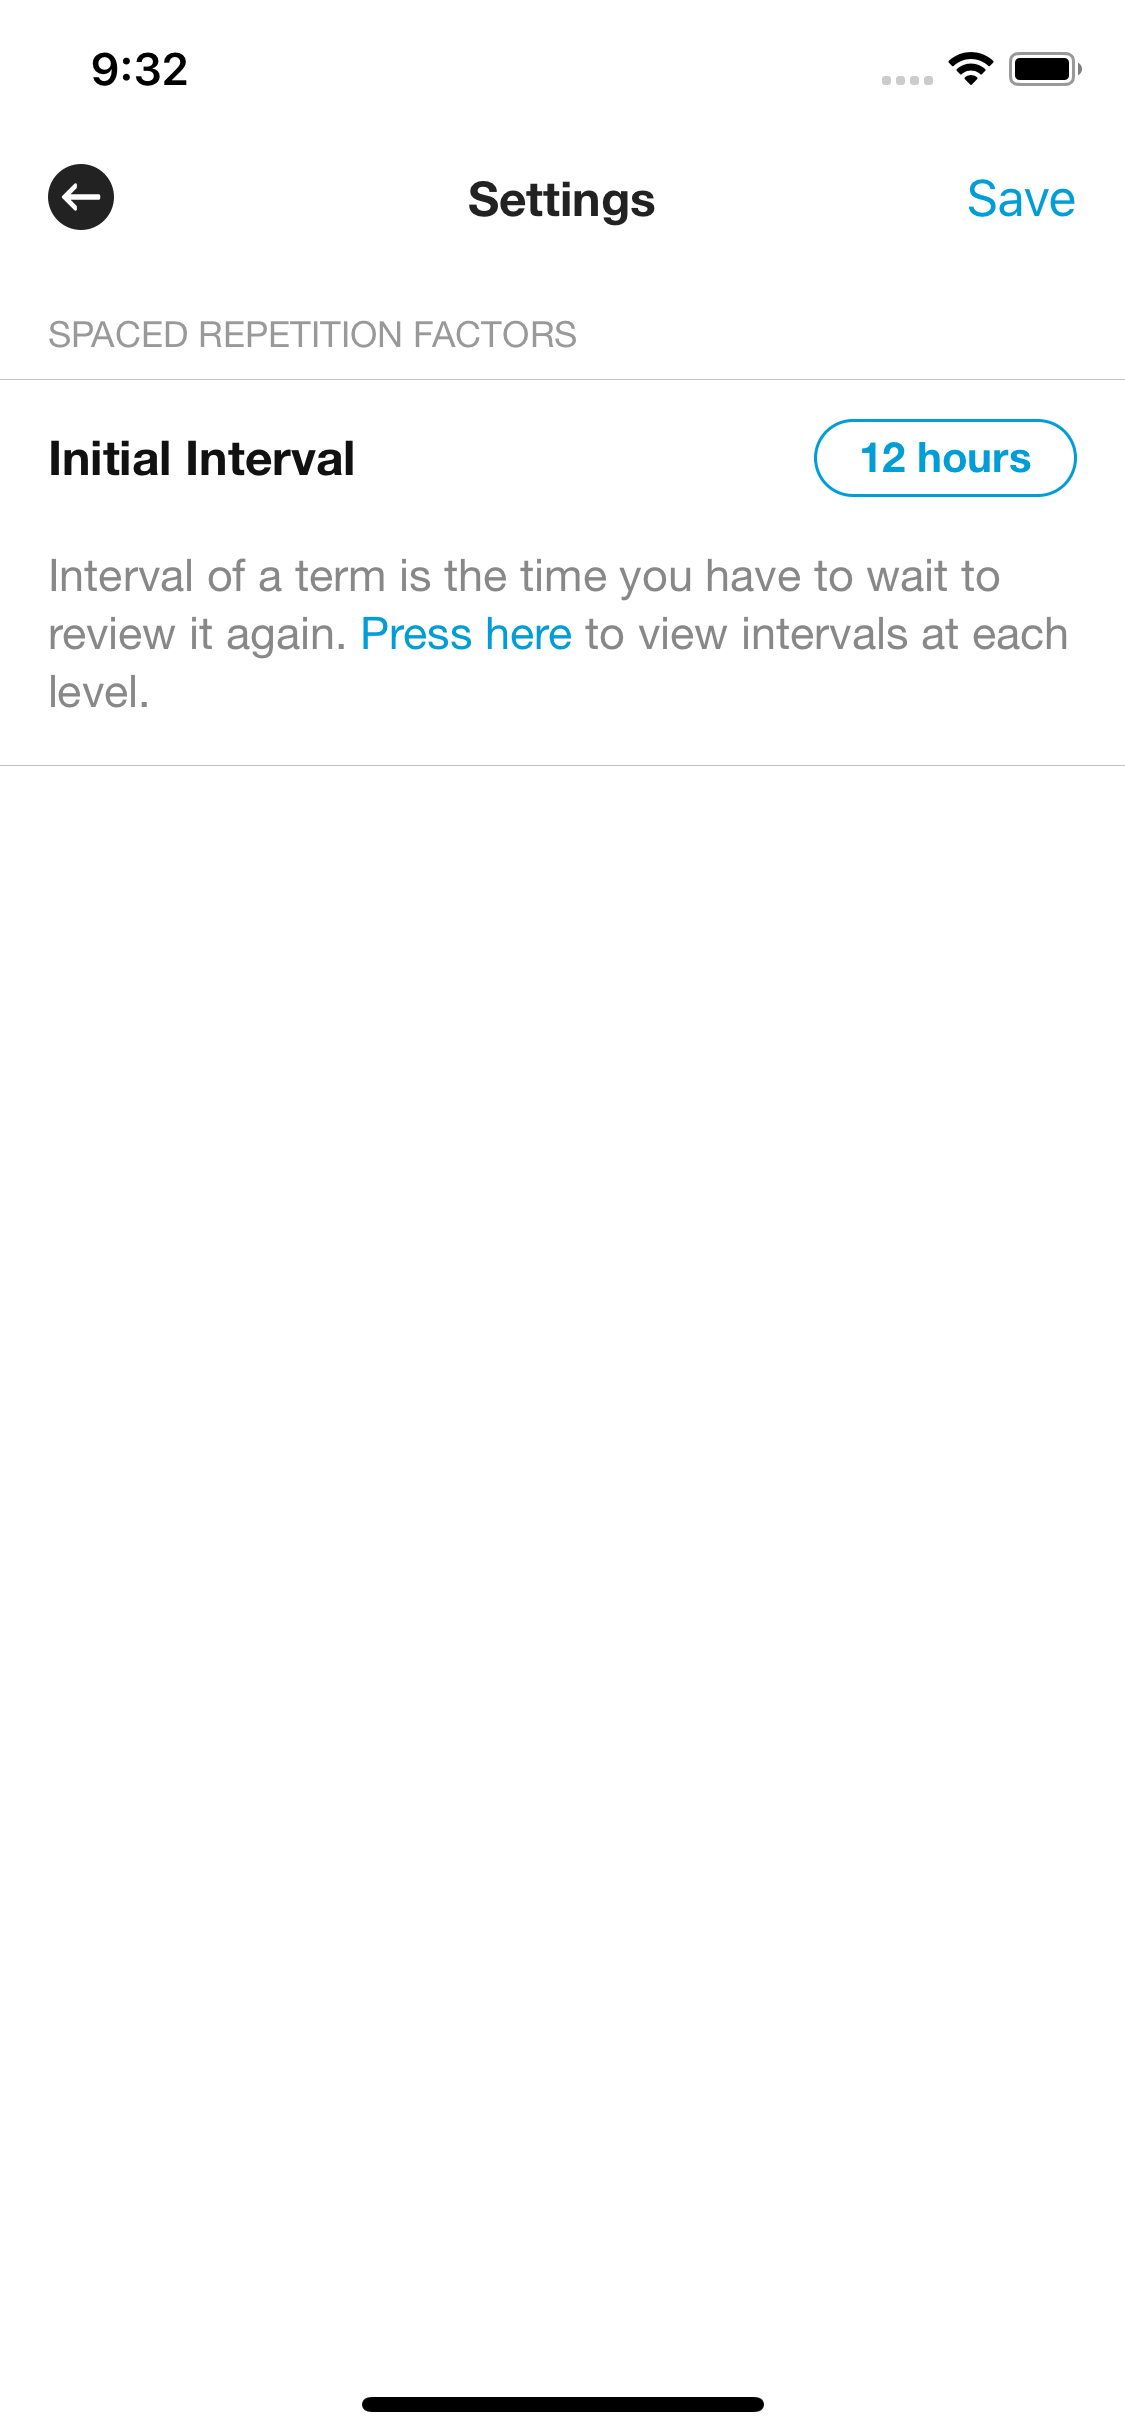 9:32
Settings
Save
SPACED REPETITION FACTORS
Initial Interval
12 hours
Interval of a term is the time you have to wait to
review it again. Press here to view intervals at each
level.